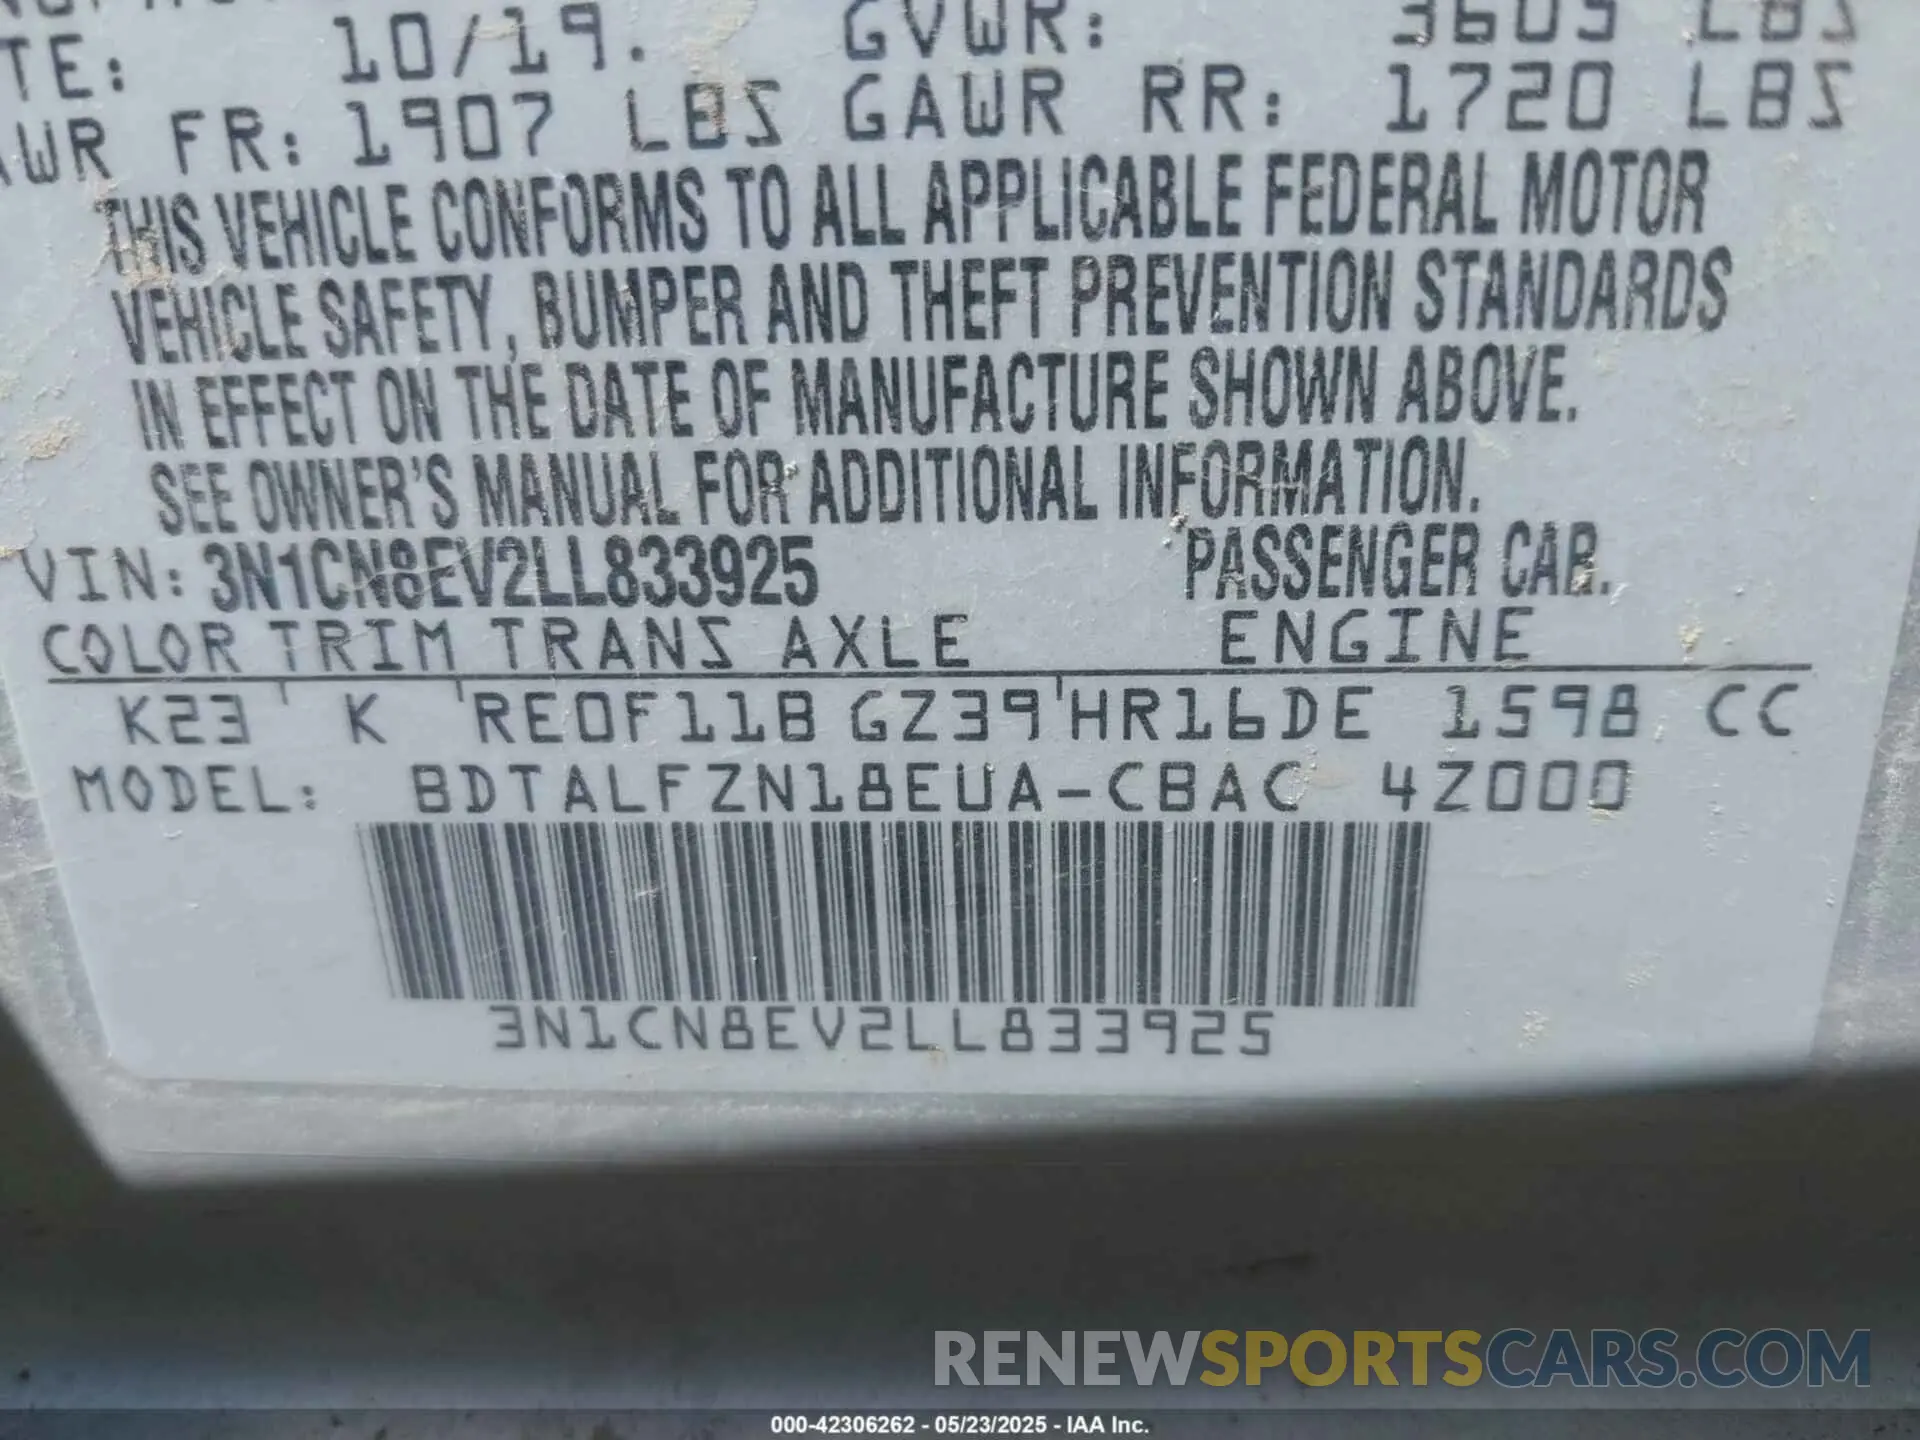 TE: 10/19. GVWR: 3605 LBS
WR FR: 1907 LBS GAWR RR: 1720 LBS
THIS VEHICLE CONFORMS TO ALL APPLICABLE FEDERAL MOTOR
VEHICLE SAFETY, BUMPER AND THEFT PREVENTION STANDARDS
IN EFFECT ON THE DATE OF MANUFACTURE SHOWN ABOVE.
SEE OWNER'S MANUAL FOR ADDITIONAL INFORMATION.
VIN: 3N1CN8EV2LL833925 PASSENGER CAR.
COLOR TRIM TRANS AXLE ENGINE
K23 K RE0F11B GZ39 HR16DE 1598 CC
MODEL: BDTALFZN18EUA-CBAC 4Z000
3N1CN8EV2LL833925
RENEWSPORTSCARS.COM
000-42306262 - 05/23/2025 - IAA Inc.